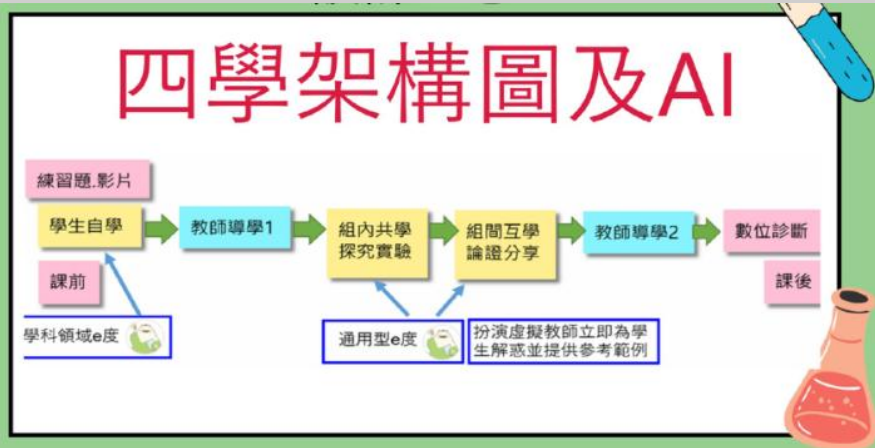 四學架構圖及AI
練習題.影片
學生自學
教師導學1
組內共學
探究實驗
組間互學
論證分享
教師導學2
數位診斷
課前
課後
學科領域e度
通用型e度
扮演虛擬教師立即為學
生解惑並提供參考範例